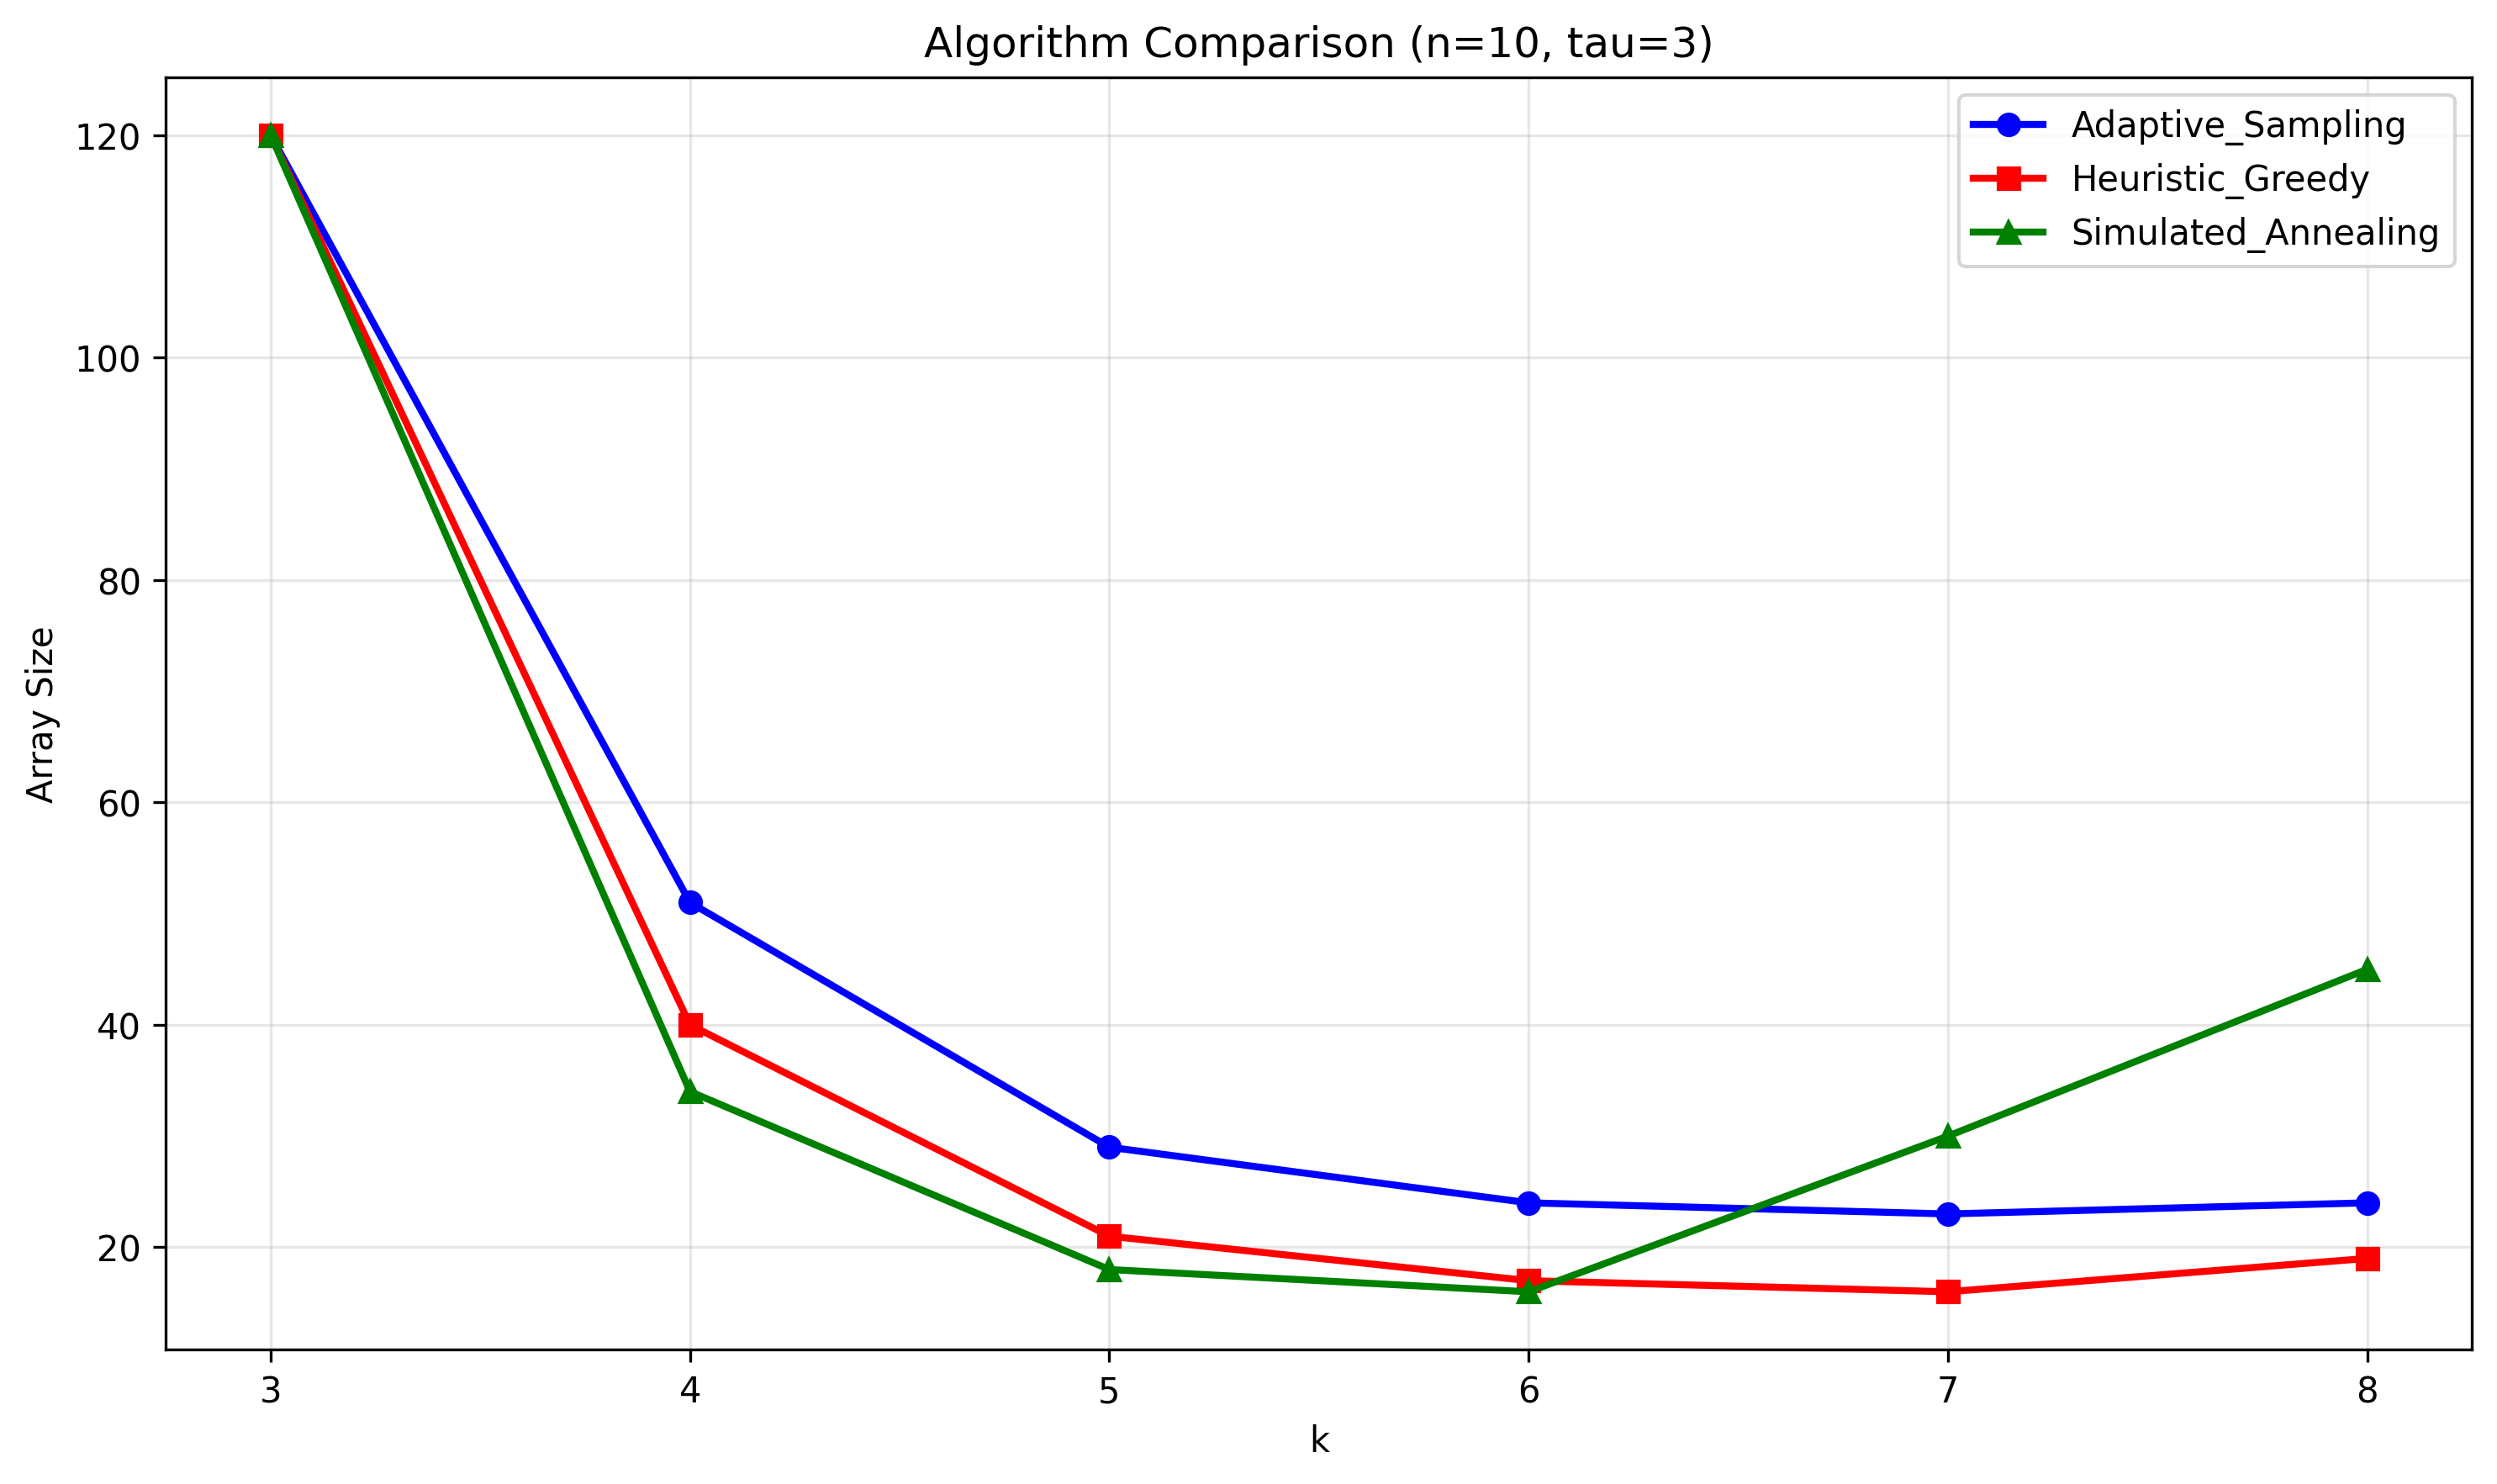 Algorithm Comparison (n=10, tau=3)
Adaptive_Sampling
Heuristic_Greedy
Simulated_Annealing
Array Size
120
100
80
60
40
20
3 4 5 6 7 8
k